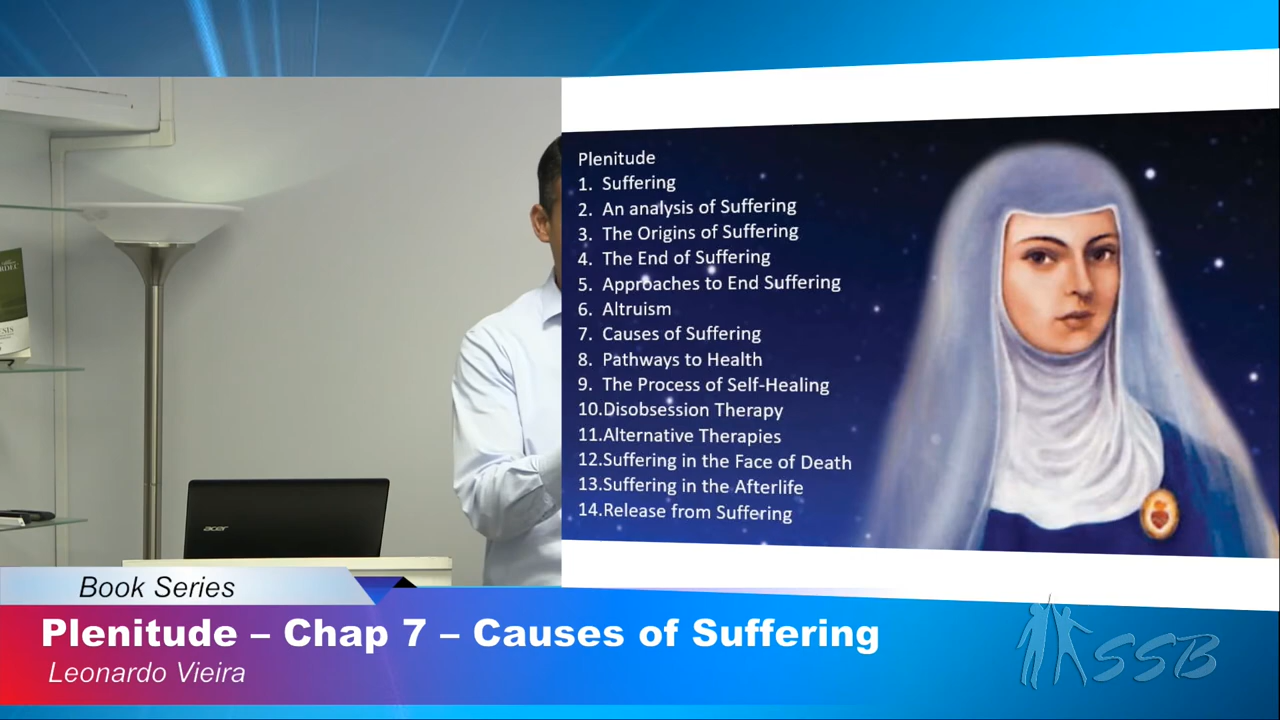 Plenitude
1. Suffering
2. An analysis of Suffering
3. The Origins of Suffering
4. The End of Suffering
5. Approaches to End Suffering
6. Altruism
7. Causes of Suffering
8. Pathways to Health
9. The Process of Self-Healing
10.Disobsession Therapy
11.Alternative Therapies
12.Suffering in the Face of Death
13.Suffering in the Afterlife
14.Release from Suffering
acer
Book Series
Plenitude – Chap 7 – Causes of Suffering
Leonardo Vieira
SSB